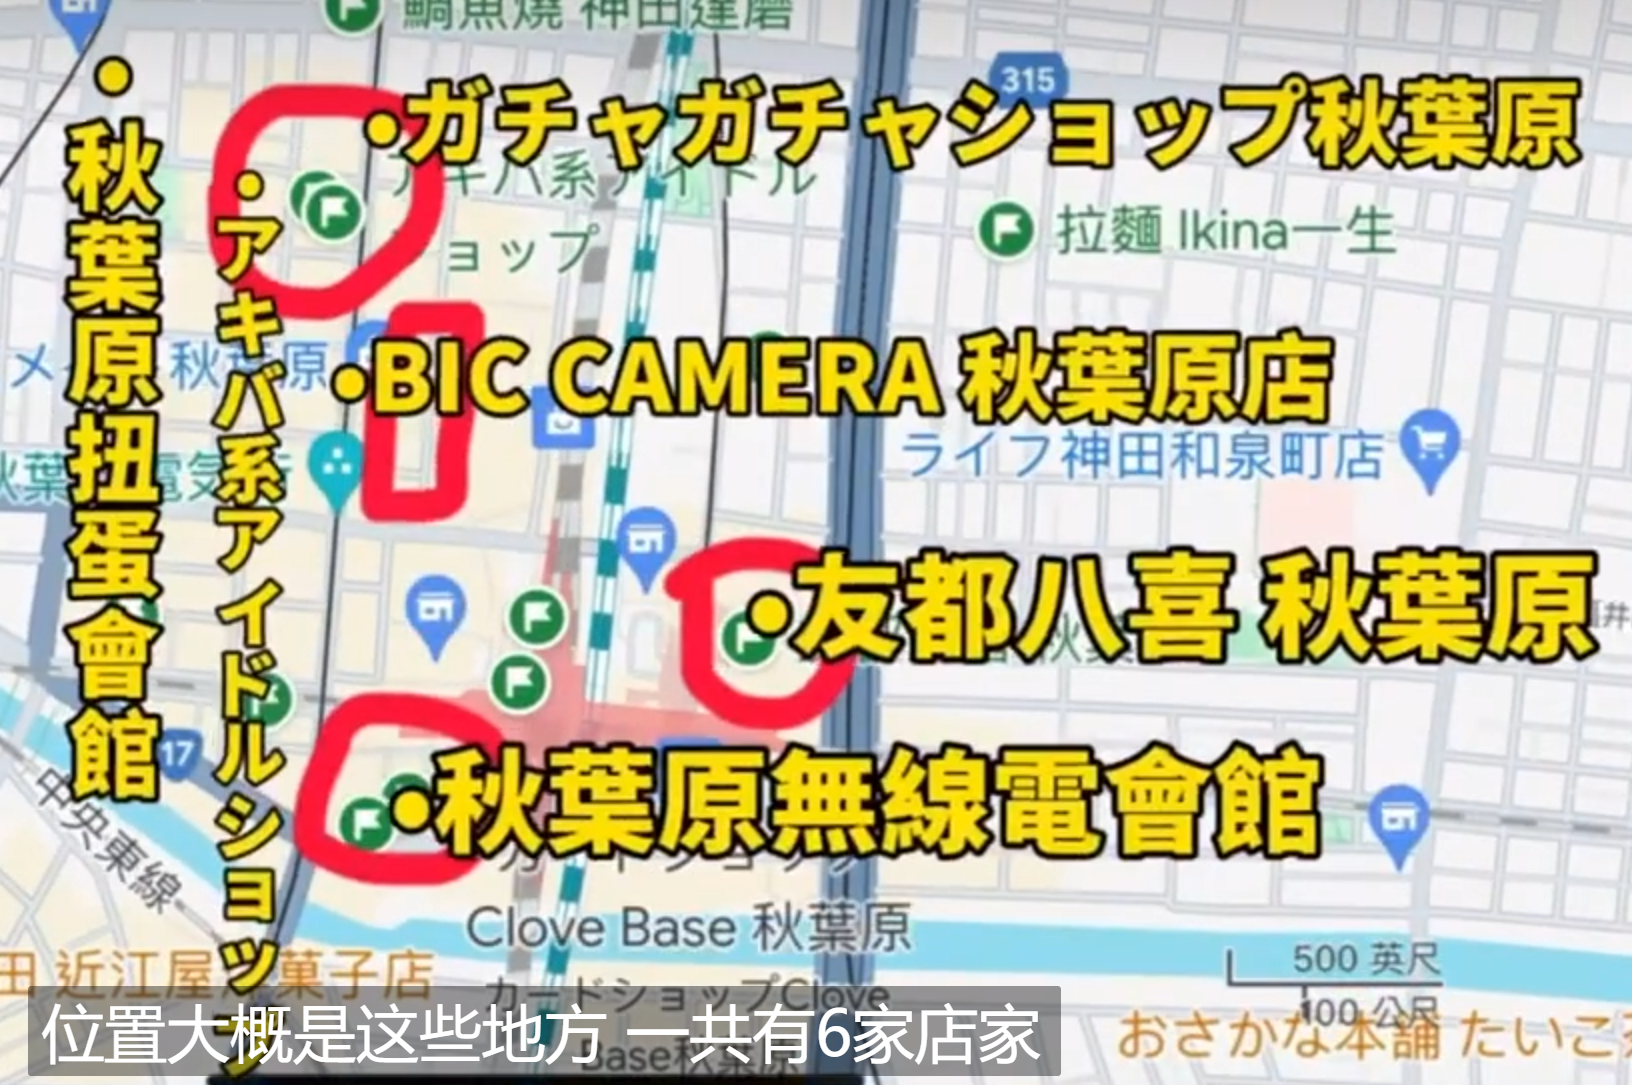 鯛魚燒 神田達磨
315
•ガチャガチャショップ秋葉原
•秋葉原扭蛋會館
•アキバ系アイドルショップ
アキバ系アイドル
ョップ
拉麵 Ikina一生
•BIC CAMERA 秋葉原店
ライフ神田和泉町店
•友都八喜 秋葉原
17
•秋葉原無線電會館
中央東線
Clove Base 秋葉原
500 英尺
田 近江屋 菓子店
カードショップClove
100 公尺
位置大概是这些地方 一共有6家店家
Base秋葉原
おさかな本舗 たいこ